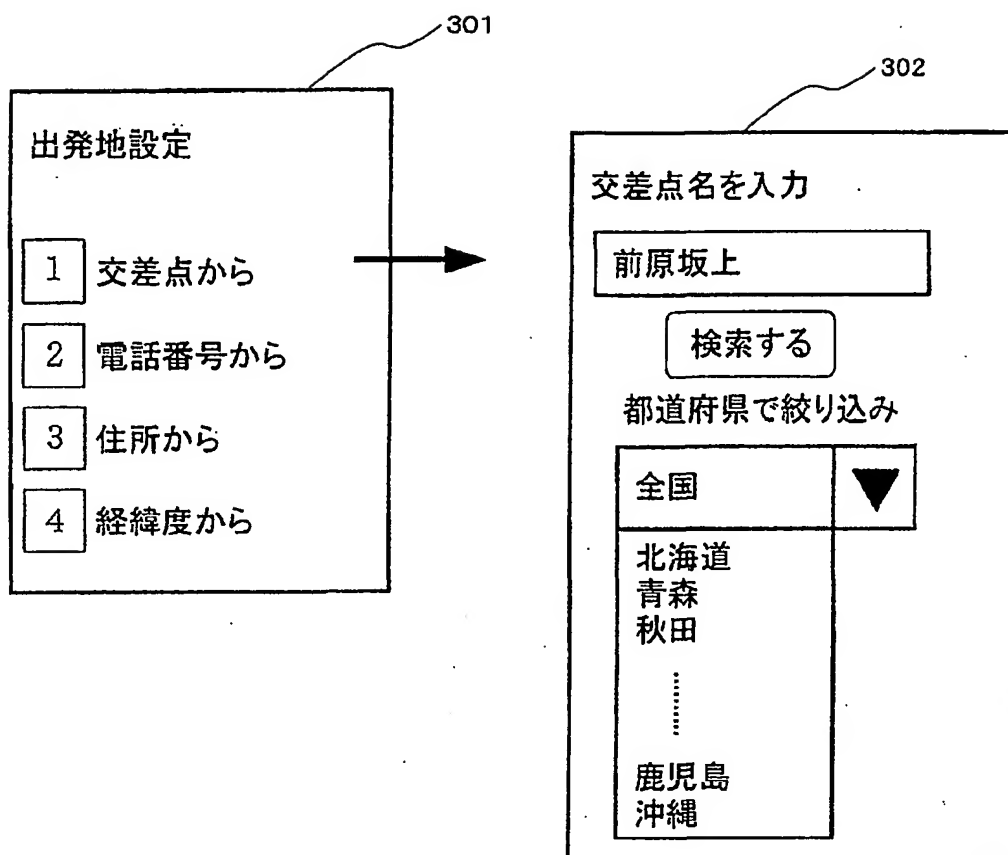 301
出発地設定
1 交差点から
2 電話番号から
3 住所から
4 経緯度から
302
交差点名を入力
前原坂上
検索する
都道府県で絞り込み
全国
北海道
青森
秋田
鹿児島
沖縄